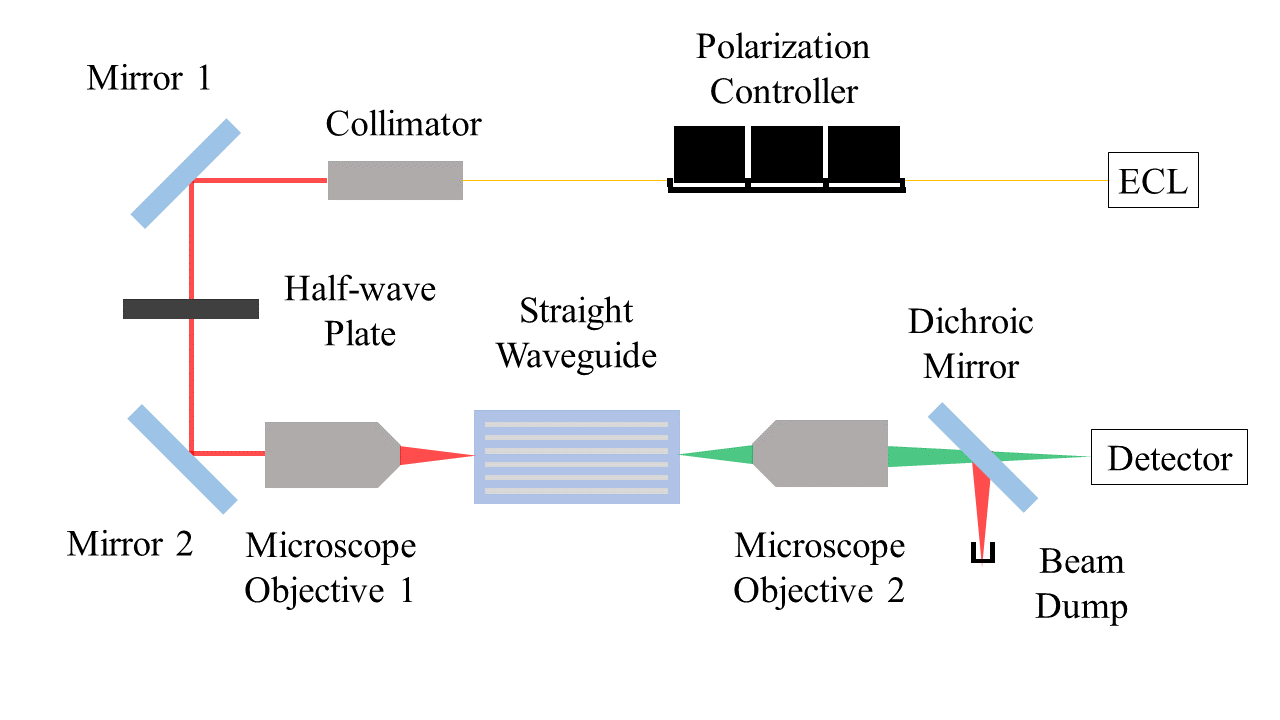 Polarization
Controller
Mirror 1
Collimator
ECL
Half-wave
Plate
Straight
Waveguide
Dichroic
Mirror
Detector
Mirror 2
Microscope
Objective 1
Microscope
Objective 2
Beam
Dump